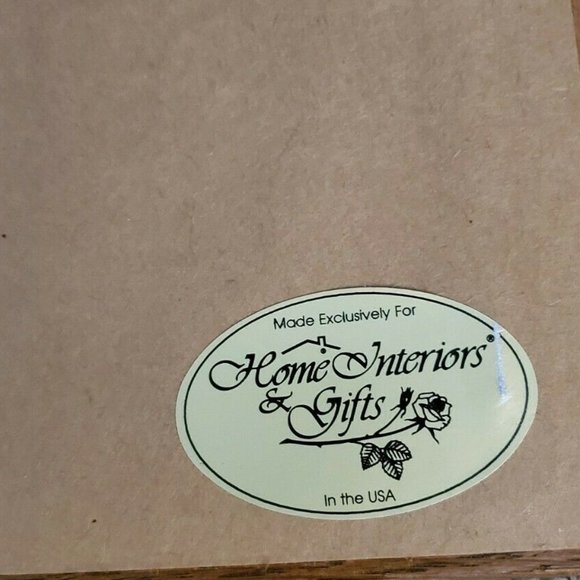 Made Exclusively For
Home Interiors®
& Gifts
In the USA